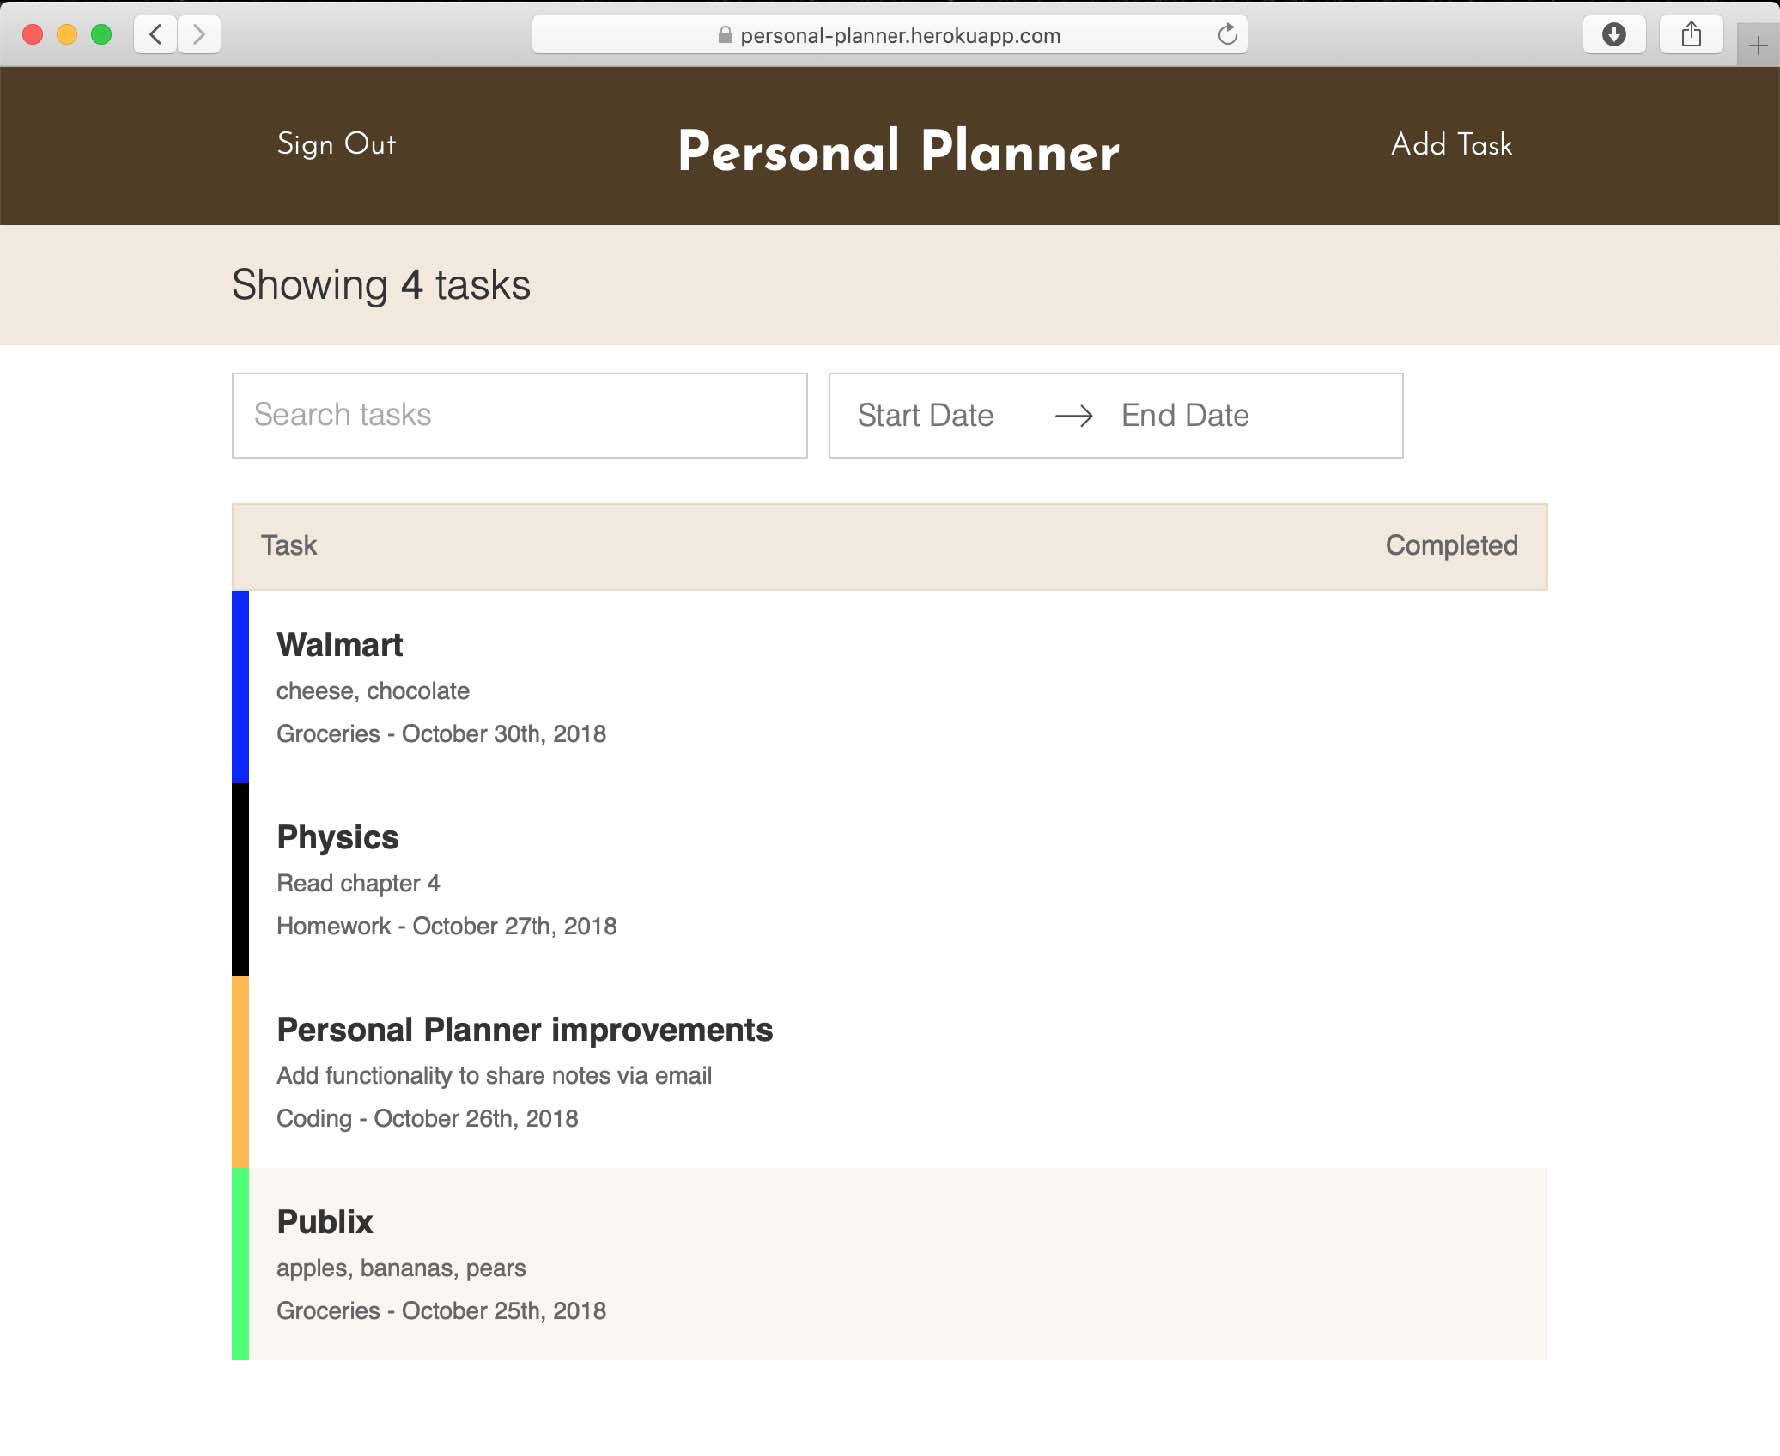 personal-planner.herokuapp.com
Sign Out
Personal Planner
Add Task
Showing 4 tasks
Search tasks
Start Date → End Date
Task
Completed
Walmart
cheese, chocolate
Groceries - October 30th, 2018
Physics
Read chapter 4
Homework - October 27th, 2018
Personal Planner improvements
Add functionality to share notes via email
Coding - October 26th, 2018
Publix
apples, bananas, pears
Groceries - October 25th, 2018